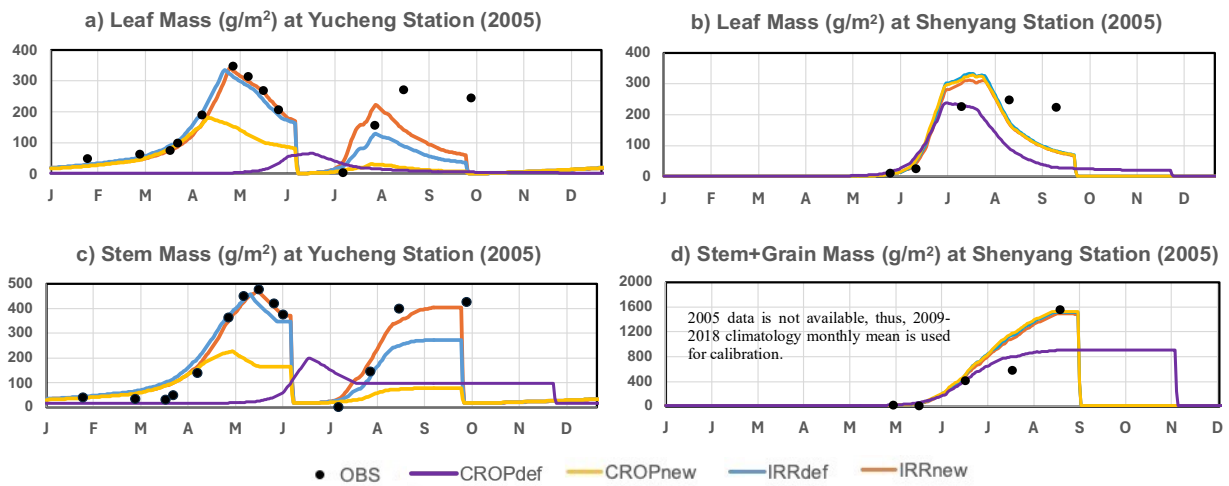 a) Leaf Mass (g/m²) at Yucheng Station (2005)
400
300
200
100
0
J F M A M J J A S O N D
b) Leaf Mass (g/m²) at Shenyang Station (2005)
400
300
200
100
0
J F M A M J J A S O N D
c) Stem Mass (g/m²) at Yucheng Station (2005)
500
400
300
200
100
0
J F M A M J J A S O N D
d) Stem+Grain Mass (g/m²) at Shenyang Station (2005)
2005 data is not available, thus, 2009-
2018 climatology monthly mean is used
for calibration.
1600
1200
800
400
0
J J F M A M J J A S O N D
OBS CROPdef CROPnew IRRdef IRRnew